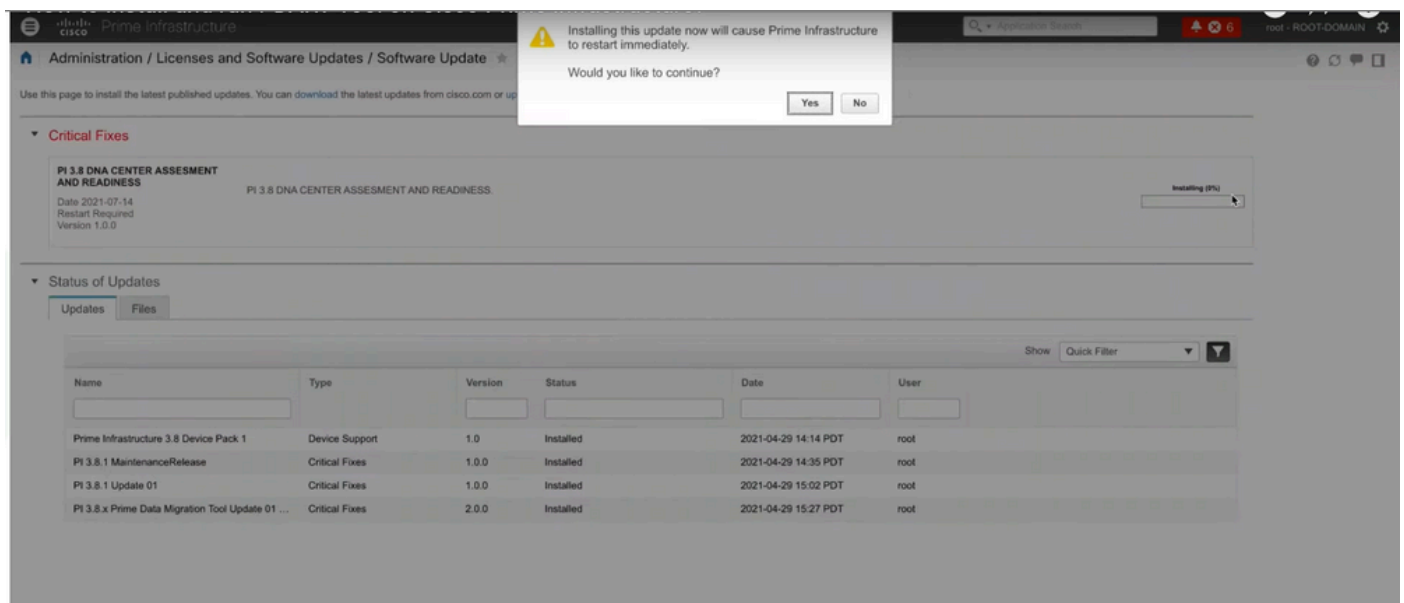 Installing this update now will cause Prime Infrastructure
to restart immediately.
Would you like to continue?
Yes No
cisco Prime Infrastructure
Application Search
6
root - ROOT-DOMAIN
Administration / Licenses and Software Updates / Software Update
Use this page to install the latest published updates. You can download the latest updates from cisco.com or up
Critical Fixes
PI 3.8 DNA CENTER ASSESMENT
AND READINESS
Date 2021-07-14
Restart Required
Version 1.0.0
PI 3.8 DNA CENTER ASSESMENT AND READINESS.
Installing (0%)
Status of Updates
Updates Files
Show Quick Filter
Name Type Version Status Date User
Prime Infrastructure 3.8 Device Pack 1 Device Support 1.0 Installed 2021-04-29 14:14 PDT root
PI 3.8.1 MaintenanceRelease Critical Fixes 1.0.0 Installed 2021-04-29 14:35 PDT root
PI 3.8.1 Update 01 Critical Fixes 1.0.0 Installed 2021-04-29 15:02 PDT root
PI 3.8.x Prime Data Migration Tool Update 01 ... Critical Fixes 2.0.0 Installed 2021-04-29 15:27 PDT root